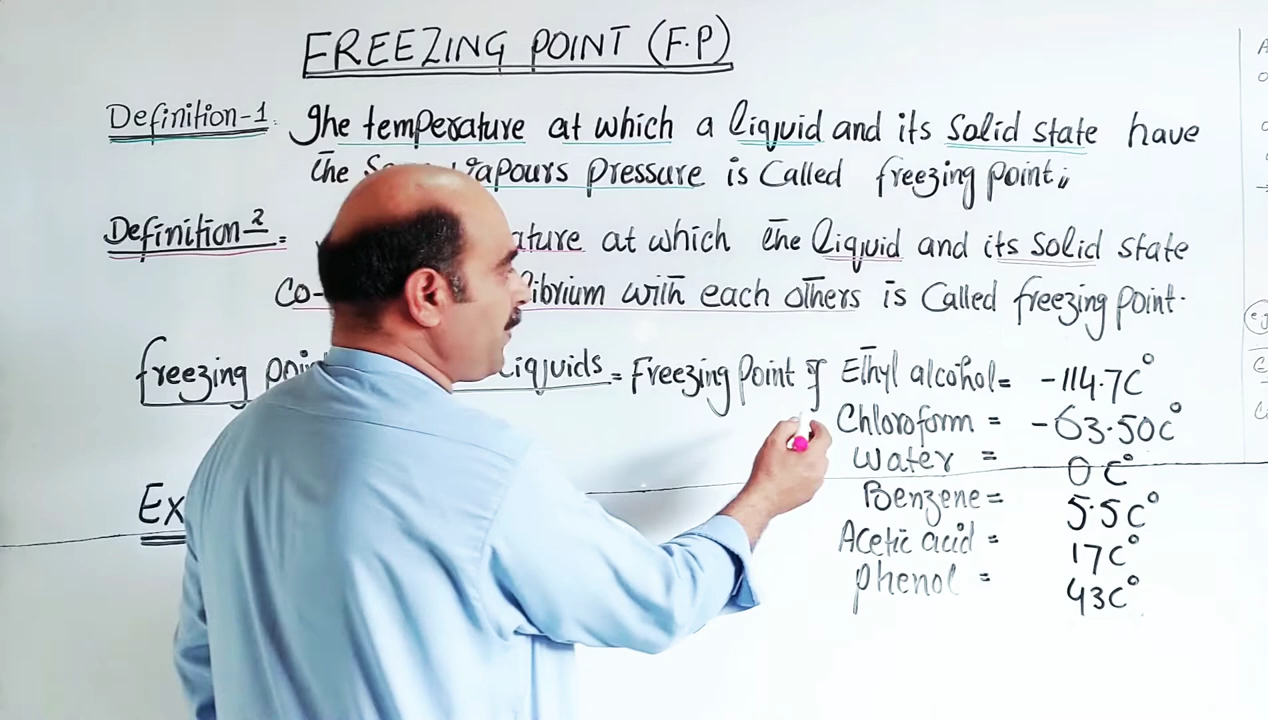 FREEZING POINT (F.P)
Definition-1. The temperature at which a liquid and its Solid state have
the vapours pressure is Called freezing point.
Definition-2 = ature at which the liquid and its Solid state
Co- librium with each others is Called freezing point.
freezing poin Liquids = Freezing Point of Ethyl alcohol = -114.7C°
Chloroform = -63.50C°
Water = 0C°
Benzene = 5.5C°
Acetic acid = 17C°
Phenol = 43C°
Ex